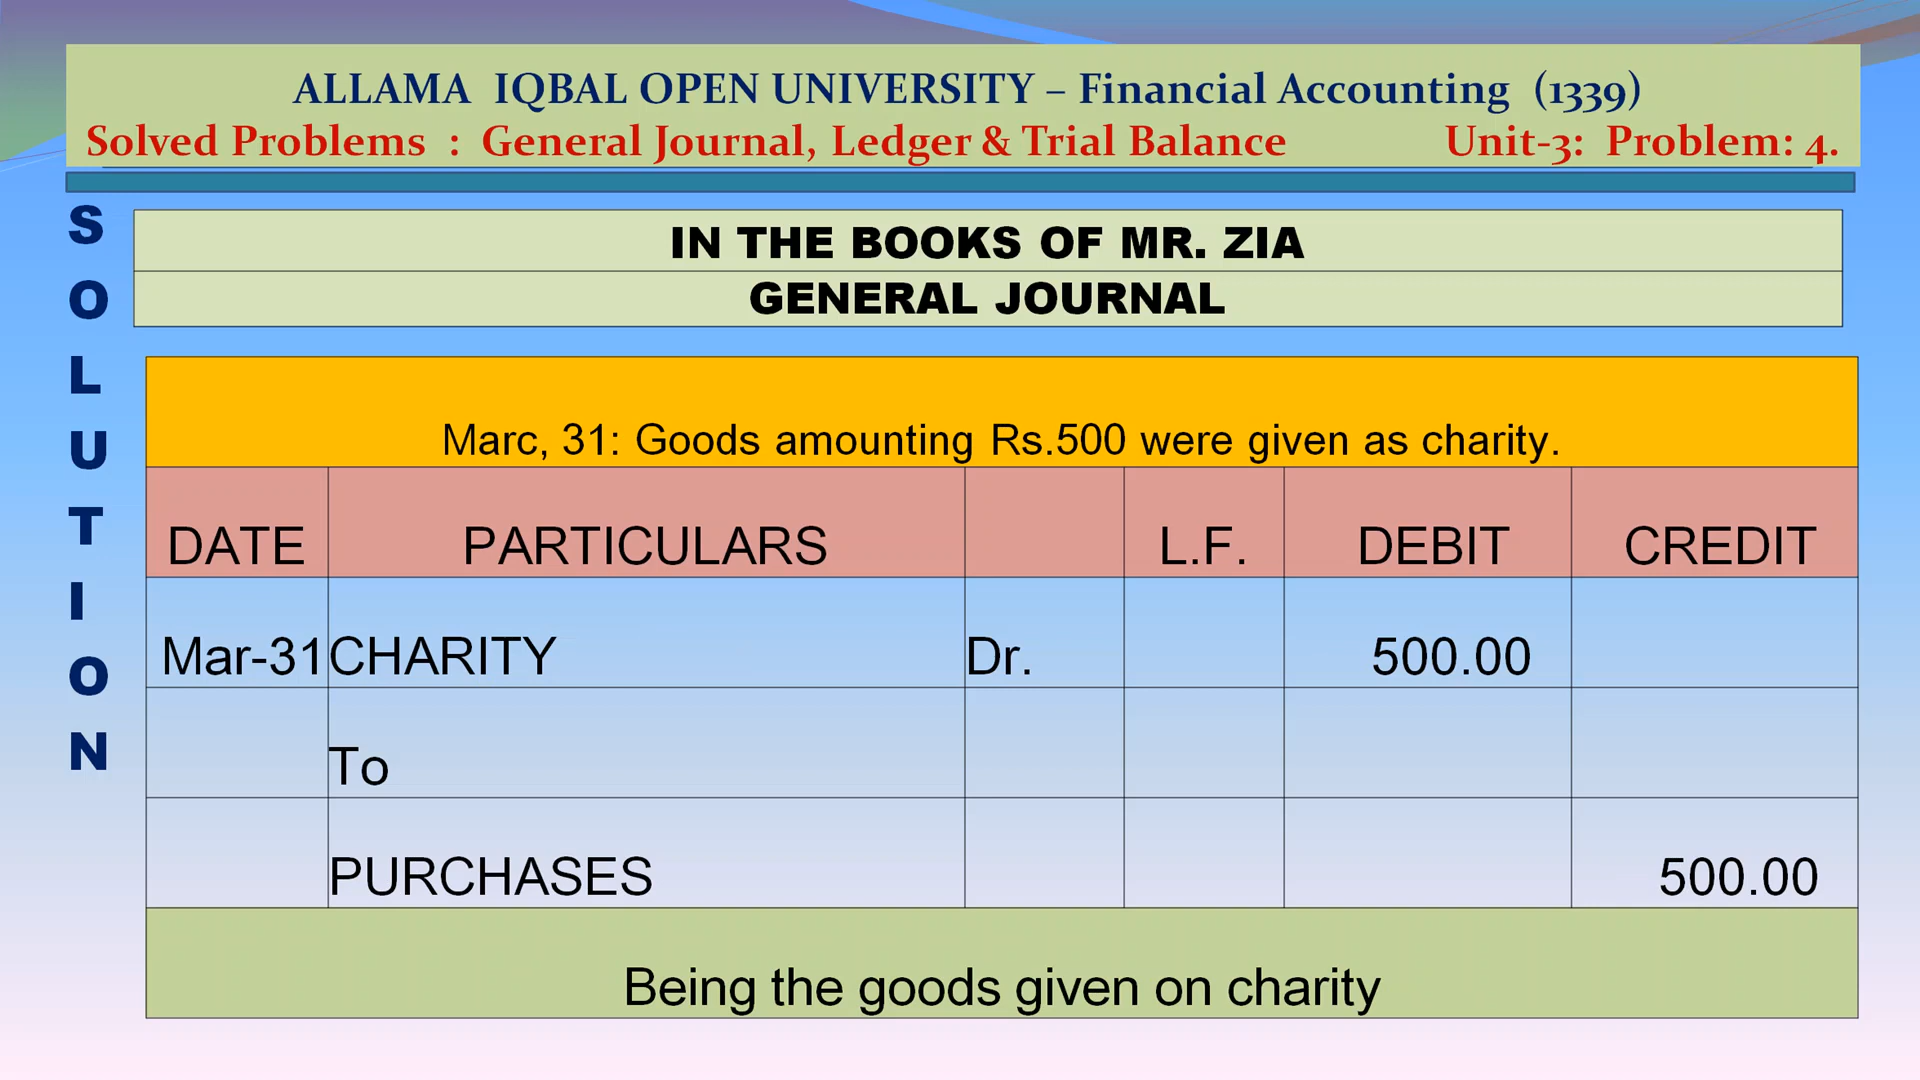 ALLAMA IQBAL OPEN UNIVERSITY – Financial Accounting (1339)
Solved Problems : General Journal, Ledger & Trial Balance Unit-3: Problem: 4.
SOLUTION
IN THE BOOKS OF MR. ZIA
GENERAL JOURNAL
Marc, 31: Goods amounting Rs.500 were given as charity.
DATE PARTICULARS L.F. DEBIT CREDIT
Mar-31 CHARITY Dr. 500.00
To
PURCHASES 500.00
Being the goods given on charity